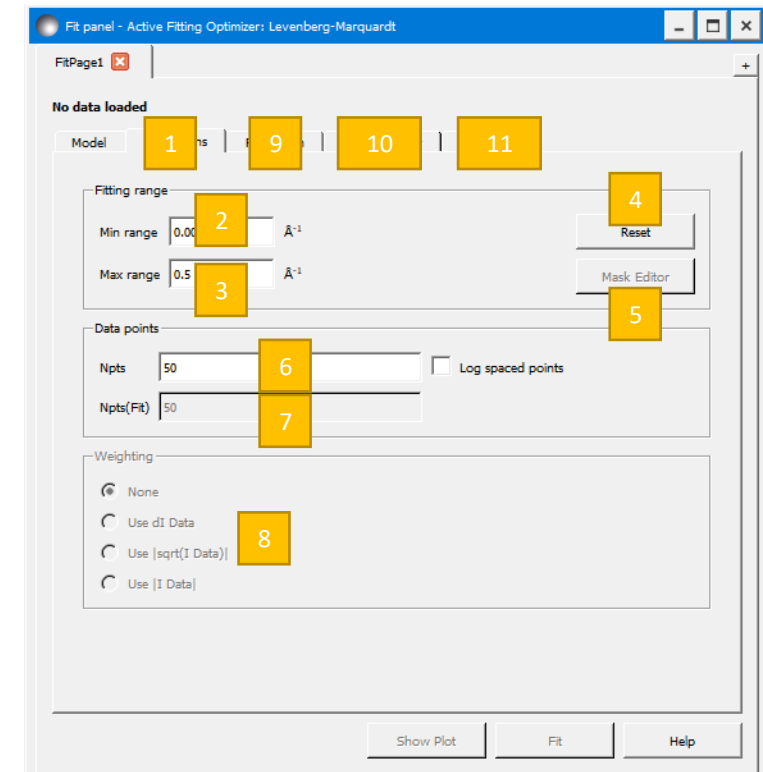 Fit panel - Active Fitting Optimizer: Levenberg-Marquardt
FitPage1
+
No data loaded
Model 1 ns 9 10 11
Fitting range
Min range 0.00 2 Å-1
4
Reset
Max range 0.5 3 Å-1
Mask Editor
5
Data points
Npts 50 6 Log spaced points
Npts(Fit) 50 7
Weighting
None
Use dI Data
8
Use |sqrt(I Data)|
Use |I Data|
Show Plot Fit Help